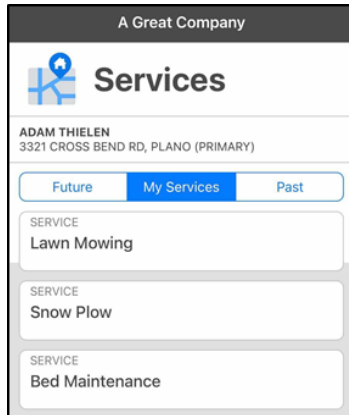 A Great Company
Services
ADAM THIELEN
3321 CROSS BEND RD, PLANO (PRIMARY)
Future My Services Past
SERVICE
Lawn Mowing
SERVICE
Snow Plow
SERVICE
Bed Maintenance